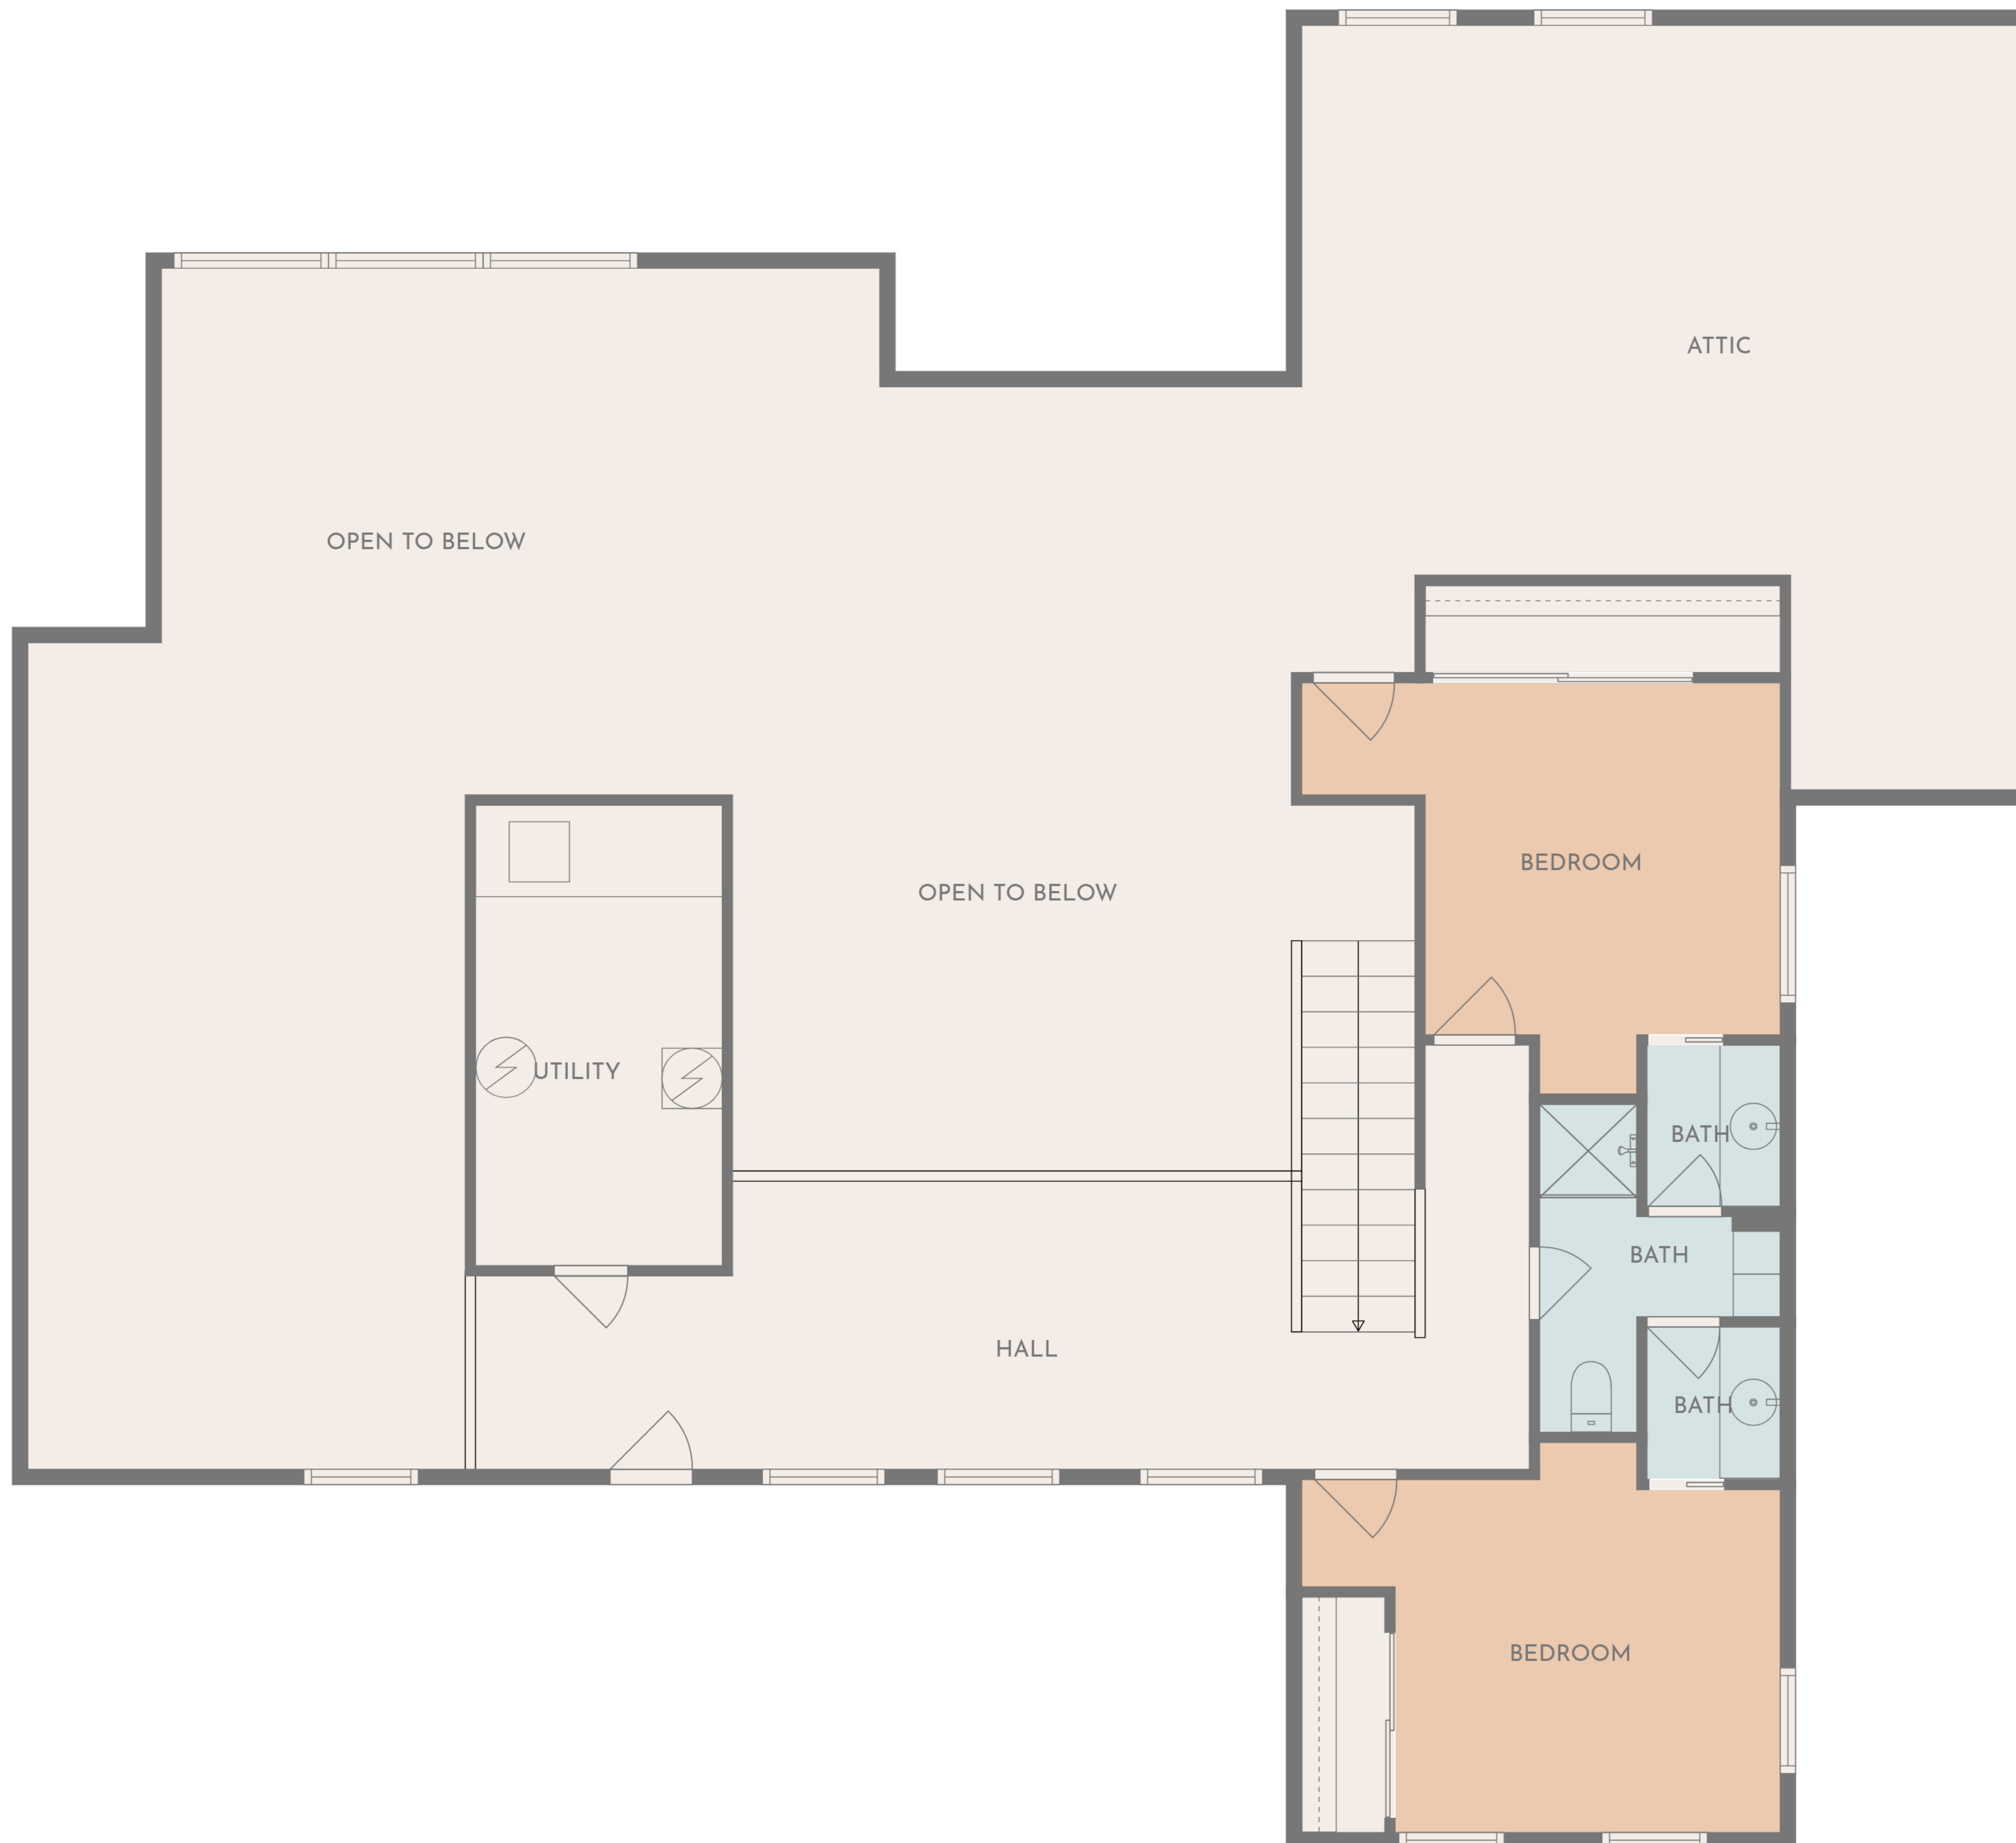 ATTIC
OPEN TO BELOW
BEDROOM
OPEN TO BELOW
UTILITY
BATH
BATH
HALL
BATH
BEDROOM